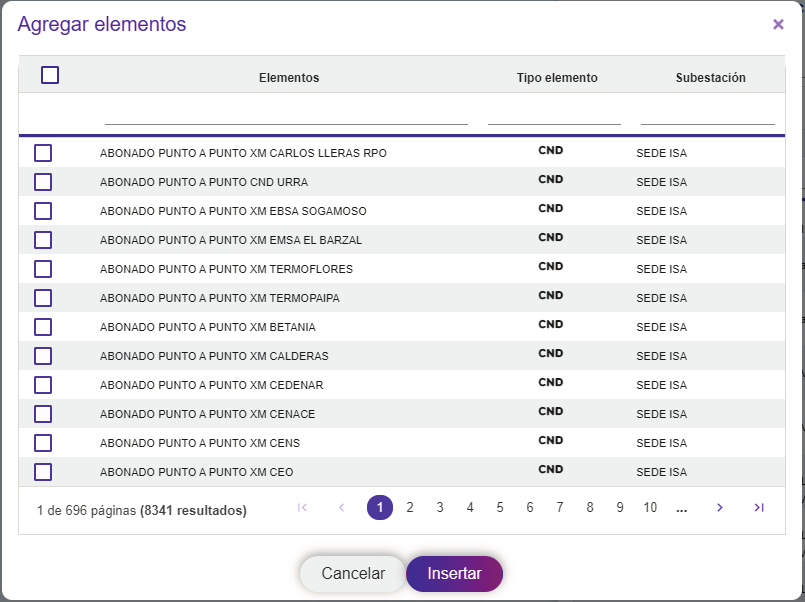 Agregar elementos ×
Elementos Tipo elemento Subestación
ABONADO PUNTO A PUNTO XM CARLOS LLERAS RPO CND SEDE ISA
ABONADO PUNTO A PUNTO CND URRA CND SEDE ISA
ABONADO PUNTO A PUNTO XM EBSA SOGAMOSO CND SEDE ISA
ABONADO PUNTO A PUNTO XM EMSA EL BARZAL CND SEDE ISA
ABONADO PUNTO A PUNTO XM TERMOFLORES CND SEDE ISA
ABONADO PUNTO A PUNTO XM TERMOPAIPA CND SEDE ISA
ABONADO PUNTO A PUNTO XM BETANIA CND SEDE ISA
ABONADO PUNTO A PUNTO XM CALDERAS CND SEDE ISA
ABONADO PUNTO A PUNTO XM CEDENAR CND SEDE ISA
ABONADO PUNTO A PUNTO XM CENACE CND SEDE ISA
ABONADO PUNTO A PUNTO XM CENS CND SEDE ISA
ABONADO PUNTO A PUNTO XM CEO CND SEDE ISA
1 de 696 páginas (8341 resultados) 1 2 3 4 5 6 7 8 9 10 ...
Cancelar Insertar